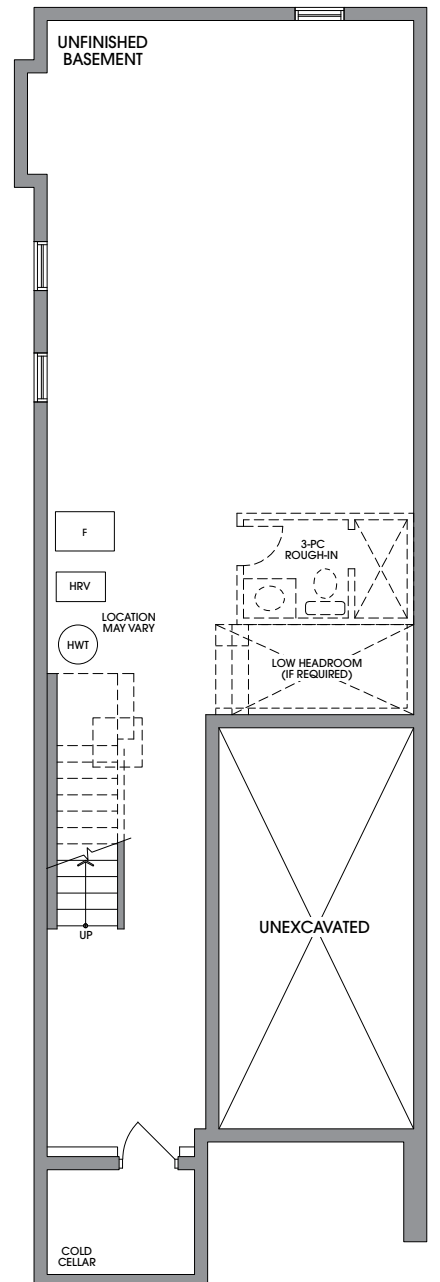 UNFINISHED
BASEMENT
F
3-PC
ROUGH-IN
HRV
LOCATION
MAY VARY
HWT
LOW HEADROOM
(IF REQUIRED)
UNEXCAVATED
UP
COLD
CELLAR